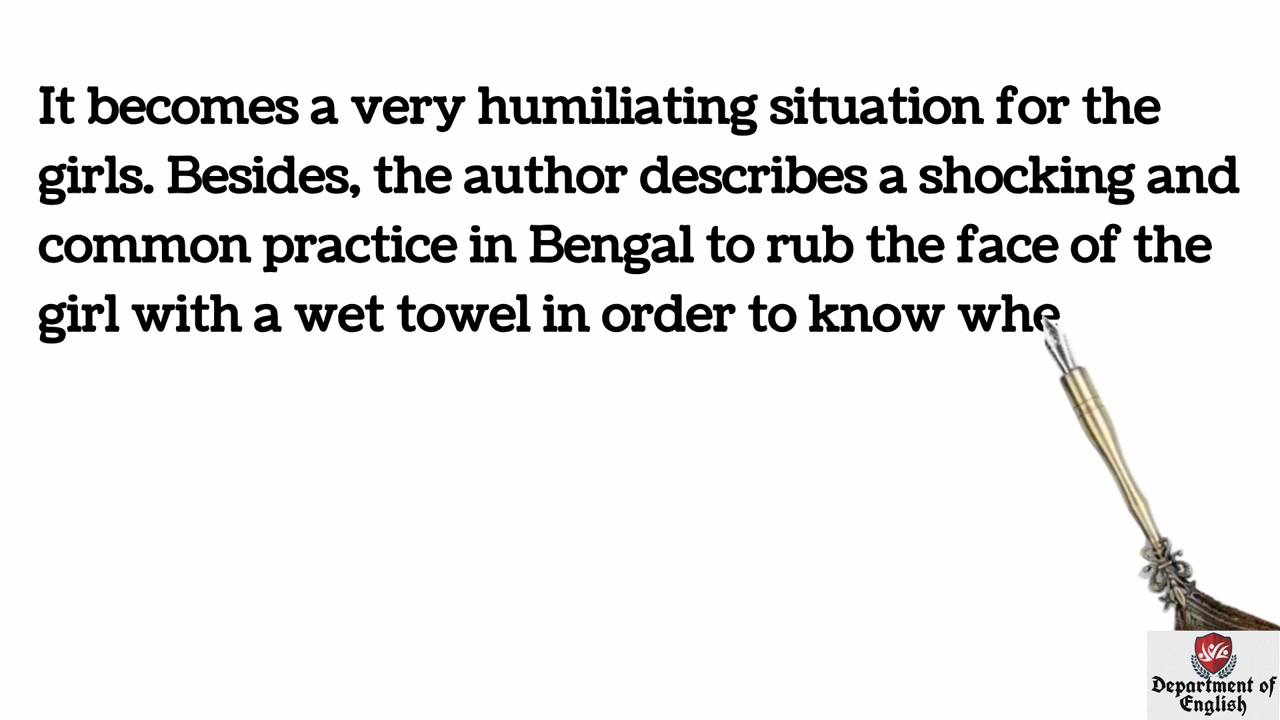 It becomes a very humiliating situation for the
girls. Besides, the author describes a shocking and
common practice in Bengal to rub the face of the
girl with a wet towel in order to know whe
Department of
English